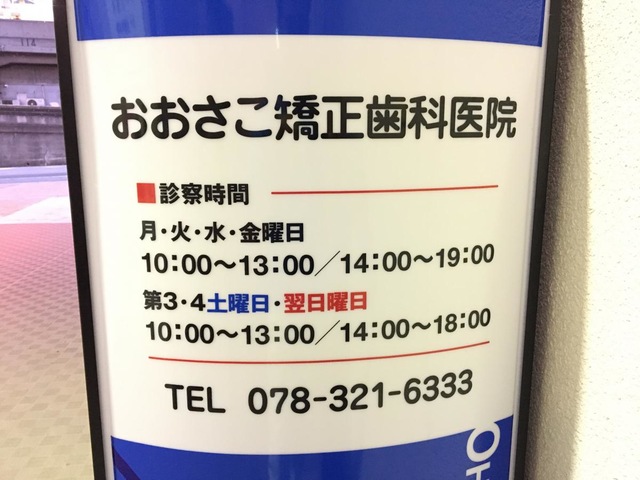 おおさこ矯正歯科医院
■診察時間
月・火・水・金曜日
10:00〜13:00/14:00〜19:00
第3・4土曜日・翌日曜日
10:00〜13:00/14:00〜18:00
TEL 078-321-6333
114